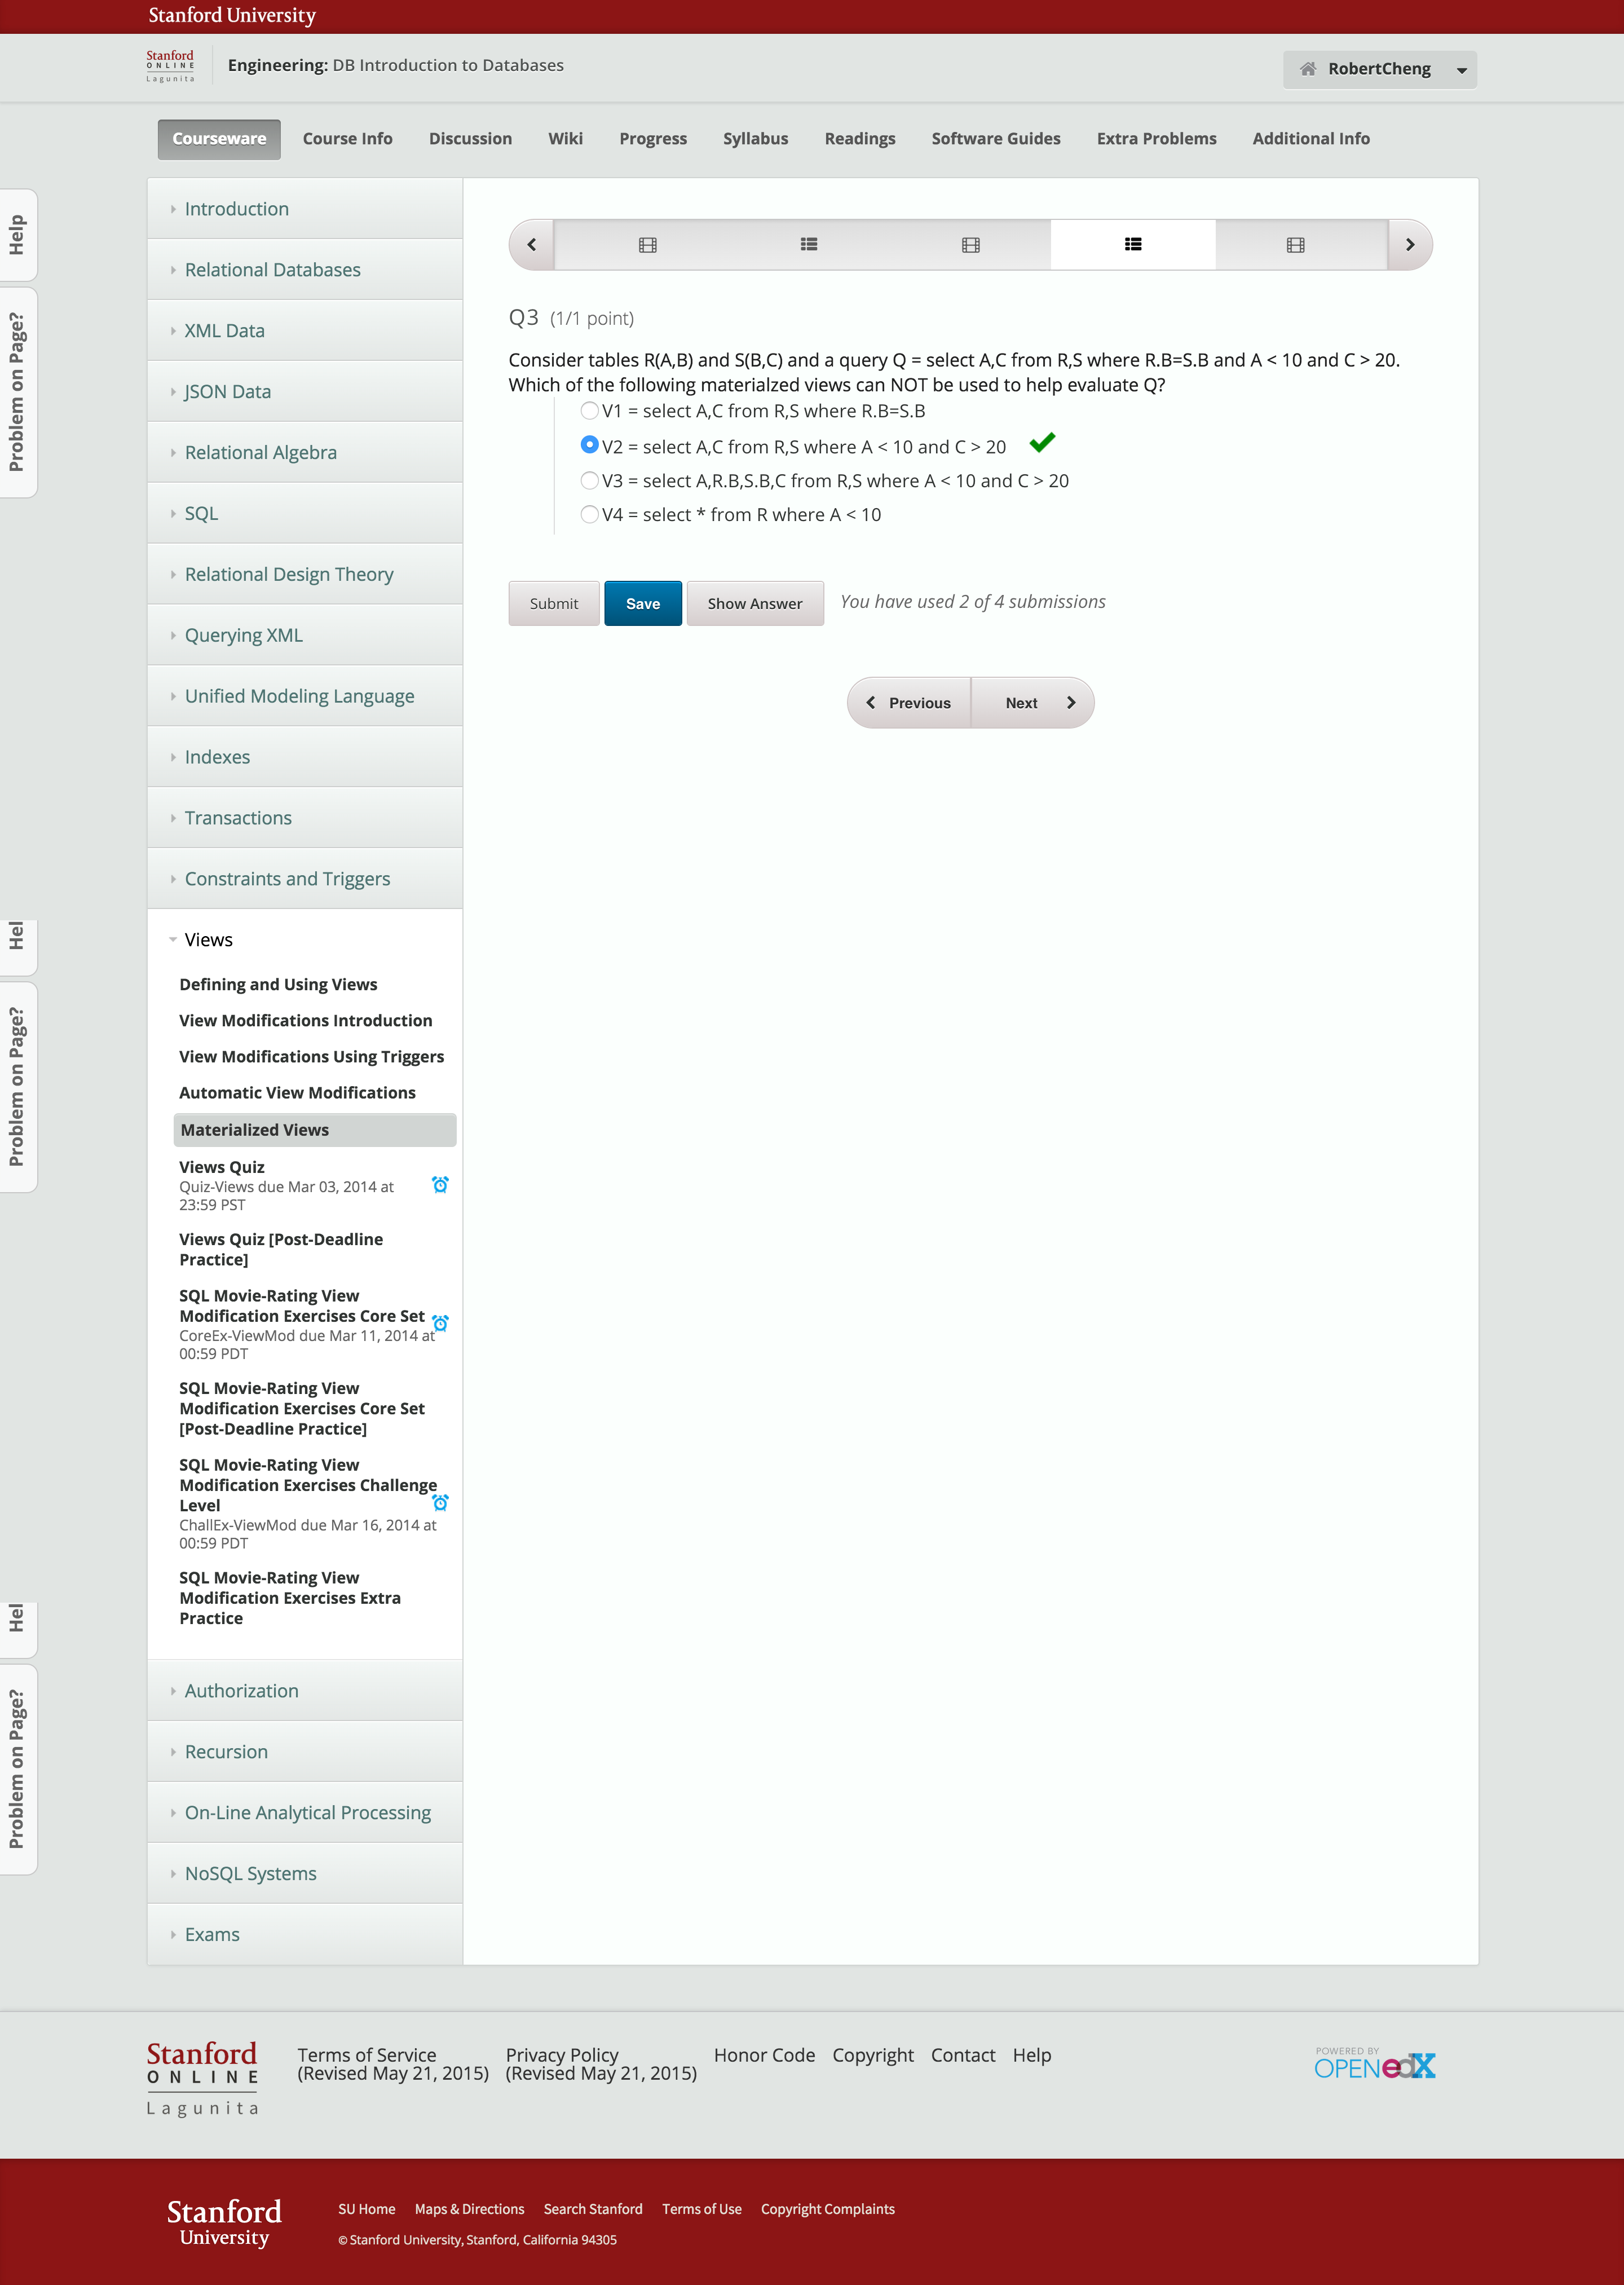 Stanford University
Stanford
ONLINE
Lagunita
Engineering: DB Introduction to Databases
RobertCheng
Courseware
Course Info
Discussion
Wiki
Progress
Syllabus
Readings
Software Guides
Extra Problems
Additional Info
Help
Problem on Page?
Introduction
Relational Databases
XML Data
JSON Data
Relational Algebra
SQL
Relational Design Theory
Querying XML
Unified Modeling Language
Indexes
Transactions
Constraints and Triggers
Views
Defining and Using Views
View Modifications Introduction
View Modifications Using Triggers
Automatic View Modifications
Materialized Views
Views Quiz
Quiz-Views due Mar 03, 2014 at
23:59 PST
Views Quiz [Post-Deadline
Practice]
SQL Movie-Rating View
Modification Exercises Core Set
CoreEx-ViewMod due Mar 11, 2014 at
00:59 PDT
SQL Movie-Rating View
Modification Exercises Core Set
[Post-Deadline Practice]
SQL Movie-Rating View
Modification Exercises Challenge
Level
ChallEx-ViewMod due Mar 16, 2014 at
00:59 PDT
SQL Movie-Rating View
Modification Exercises Extra
Practice
Authorization
Recursion
On-Line Analytical Processing
NoSQL Systems
Exams
Q3 (1/1 point)
Consider tables R(A,B) and S(B,C) and a query Q = select A,C from R,S where R.B=S.B and A < 10 and C > 20.
Which of the following materialzed views can NOT be used to help evaluate Q?
V1 = select A,C from R,S where R.B=S.B
V2 = select A,C from R,S where A < 10 and C > 20
V3 = select A,R.B,S.B,C from R,S where A < 10 and C > 20
V4 = select * from R where A < 10
Submit
Save
Show Answer
You have used 2 of 4 submissions
Previous
Next
Hel
Problem on Page?
Hel
Problem on Page?
Stanford
ONLINE
Lagunita
Terms of Service
(Revised May 21, 2015)
Privacy Policy
(Revised May 21, 2015)
Honor Code
Copyright
Contact
Help
POWERED BY
OPEN edX
Stanford
University
SU Home
Maps & Directions
Search Stanford
Terms of Use
Copyright Complaints
© Stanford University, Stanford, California 94305